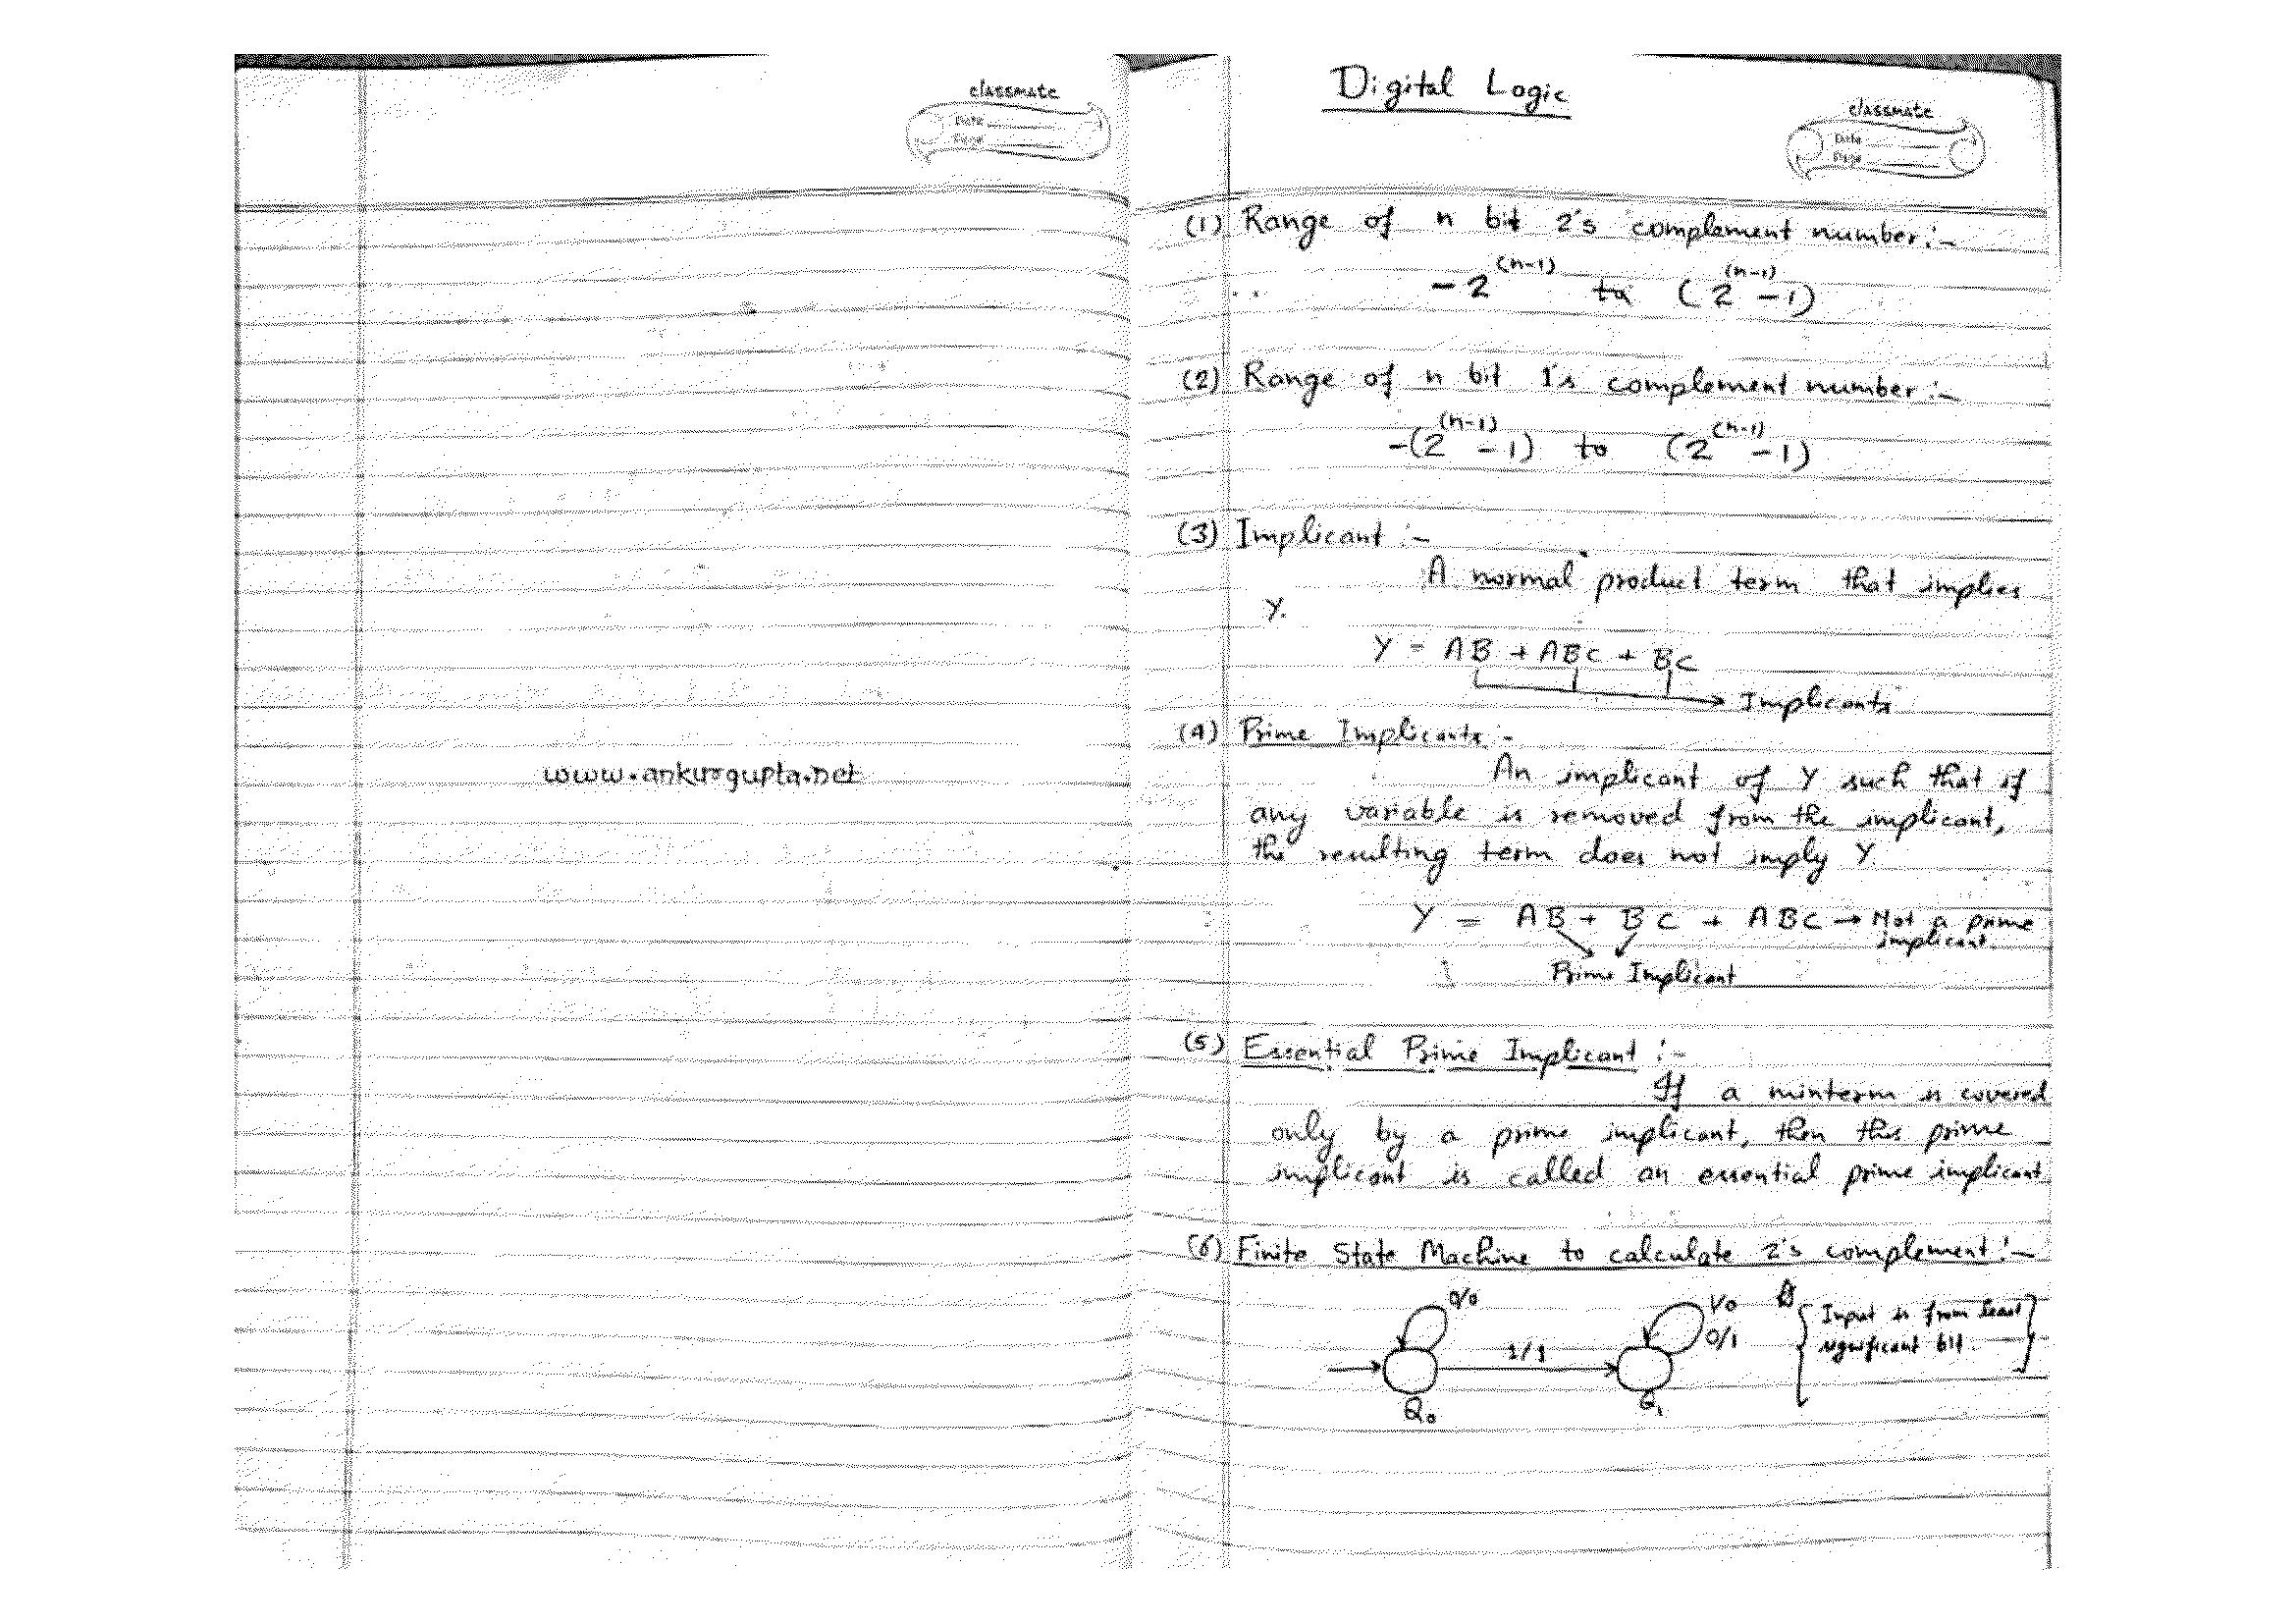 classmate
Date
Page
www.ankurgupta.net
Digital Logic
classmate
Date
Page
(1) Range of n bit 2's complement number:-
-2^(n-1) to (2^(n-1) -1)
(2) Range of n bit 1's complement number:-
-(2^(n-1) -1) to (2^(n-1) -1)
(3) Implicant :-
A normal product term that implies
Y.
Y = AB + ABC + BC
→ Implicants
(4) Prime Implicants :-
An implicant of Y such that if
any variable is removed from the implicant,
the resulting term does not imply Y.
Y = AB + BC + ABC → Not a prime
implicant.
Prime Implicant
(5) Essential Prime Implicant :-
If a minterm is covered
only by a prime implicant, then this prime
implicant is called an essential prime implicant
(6) Finite State Machine to calculate 2's complement:-
0/0
1/0
0/1
1/1
Q0
Q1
{ Input is from least
significant bit. }